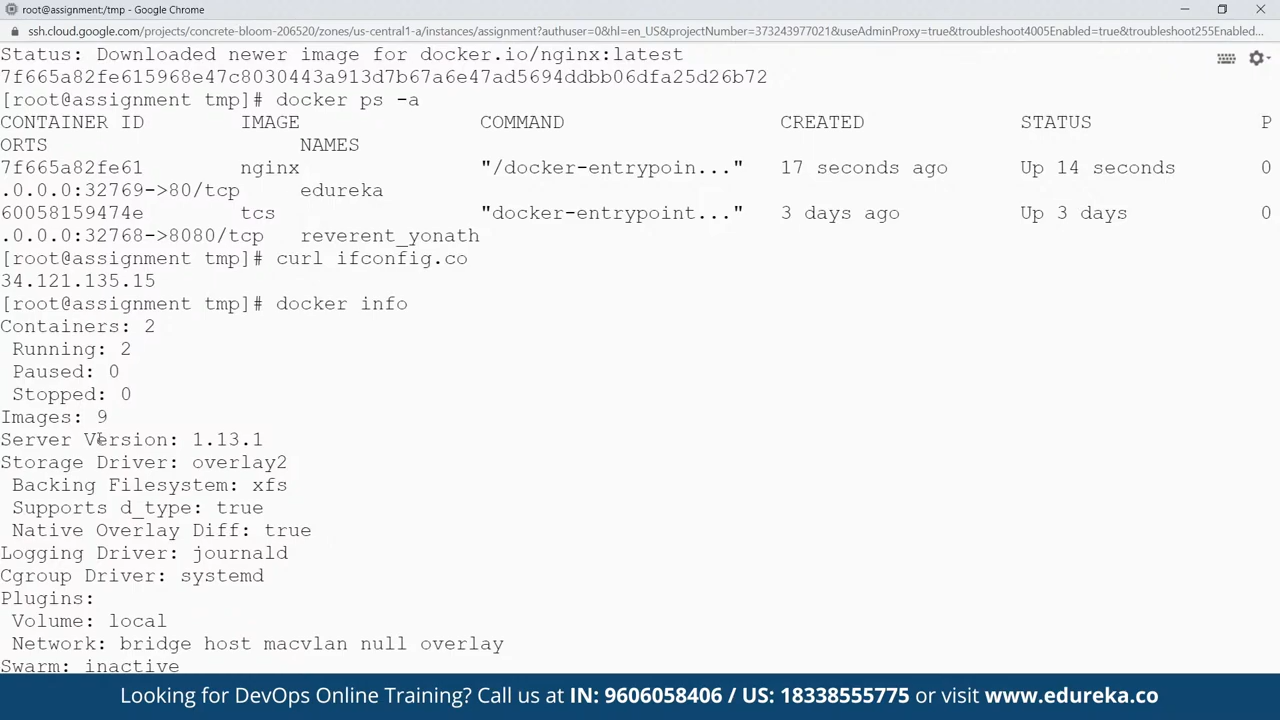 root@assignment:/tmp - Google Chrome
ssh.cloud.google.com/projects/concrete-bloom-206520/zones/us-central1-a/instances/assignment?authuser=0&hl=en_US&projectNumber=373243977021&useAdminProxy=true&troubleshoot4005Enabled=true&troubleshoot255Enabled...
Status: Downloaded newer image for docker.io/nginx:latest
7f665a82fe615968e47c8030443a913d7b67a6e47ad5694ddbb06dfa25d26b72
[root@assignment tmp]# docker ps -a
CONTAINER ID IMAGE COMMAND CREATED STATUS P
ORTS NAMES
7f665a82fe61 nginx "/docker-entrypoin..." 17 seconds ago Up 14 seconds 0
.0.0.0:32769->80/tcp edureka
60058159474e tcs "docker-entrypoint..." 3 days ago Up 3 days 0
.0.0.0:32768->8080/tcp reverent_yonath
[root@assignment tmp]# curl ifconfig.co
34.121.135.15
[root@assignment tmp]# docker info
Containers: 2
Running: 2
Paused: 0
Stopped: 0
Images: 9
Server Version: 1.13.1
Storage Driver: overlay2
Backing Filesystem: xfs
Supports d_type: true
Native Overlay Diff: true
Logging Driver: journald
Cgroup Driver: systemd
Plugins:
Volume: local
Network: bridge host macvlan null overlay
Swarm: inactive
Looking for DevOps Online Training? Call us at IN: 9606058406 / US: 18338555775 or visit www.edureka.co